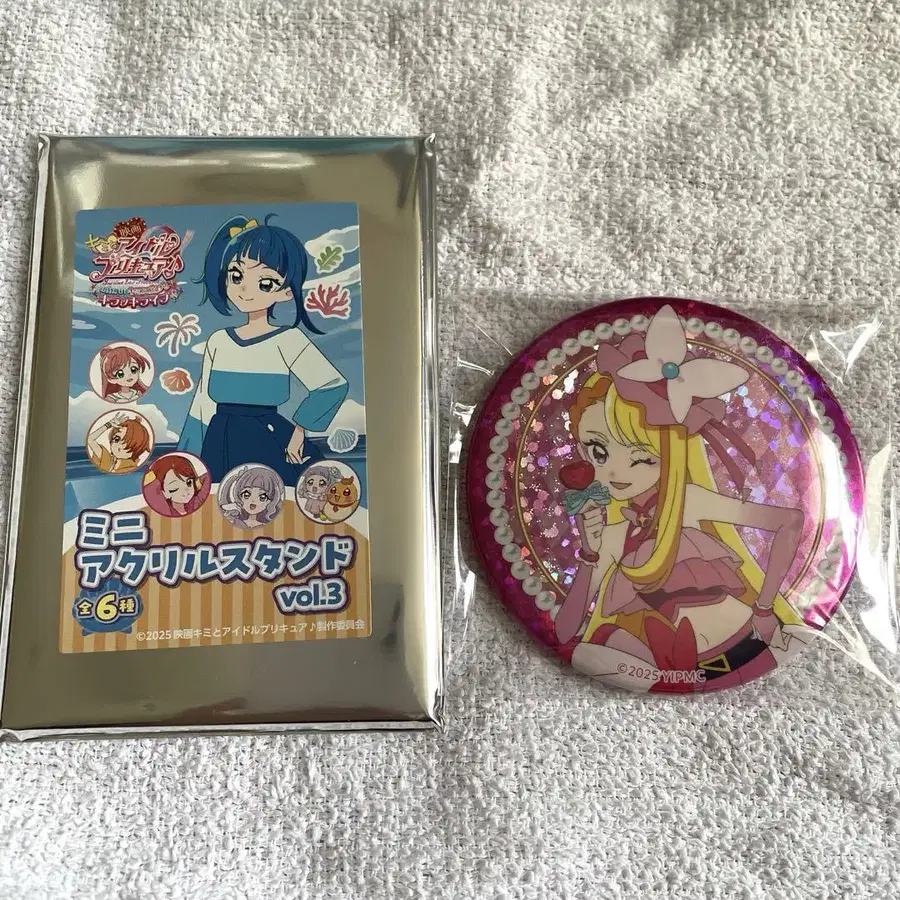 映画
キミとアイドル
プリキュア♪
キラッキライブ
ミニ
アクリルスタンド
vol.3
全6種
©2025 映画キミとアイドルプリキュア♪製作委員会
©2025 YIPMC